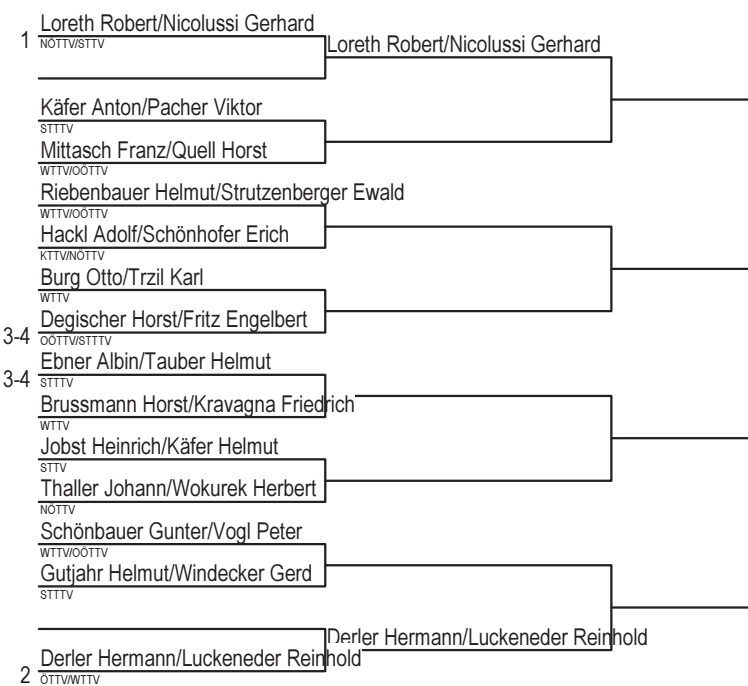 Loreth Robert/Nicolussi Gerhard
1 NÖTTV/STTV
Loreth Robert/Nicolussi Gerhard
Käfer Anton/Pacher Viktor
STTTV
Mittasch Franz/Quell Horst
WTTV/OÖTTV
Riebenbauer Helmut/Strutzenberger Ewald
WTTV/OÖTTV
Hackl Adolf/Schönhofer Erich
KTTV/NÖTTV
Burg Otto/Trzil Karl
WTTV
Degischer Horst/Fritz Engelbert
3-4 OÖTTV/STTTV
Ebner Albin/Tauber Helmut
3-4 STTTV
Brussmann Horst/Kravagna Friedrich
WTTV
Jobst Heinrich/Käfer Helmut
STTV
Thaller Johann/Wokurek Herbert
NÖTTV
Schönbauer Gunter/Vogl Peter
WTTV/OÖTTV
Gutjahr Helmut/Windecker Gerd
STTTV
Derler Hermann/Luckeneder Reinhold
Derler Hermann/Luckeneder Reinhold
2 ÖTTV/WTTV